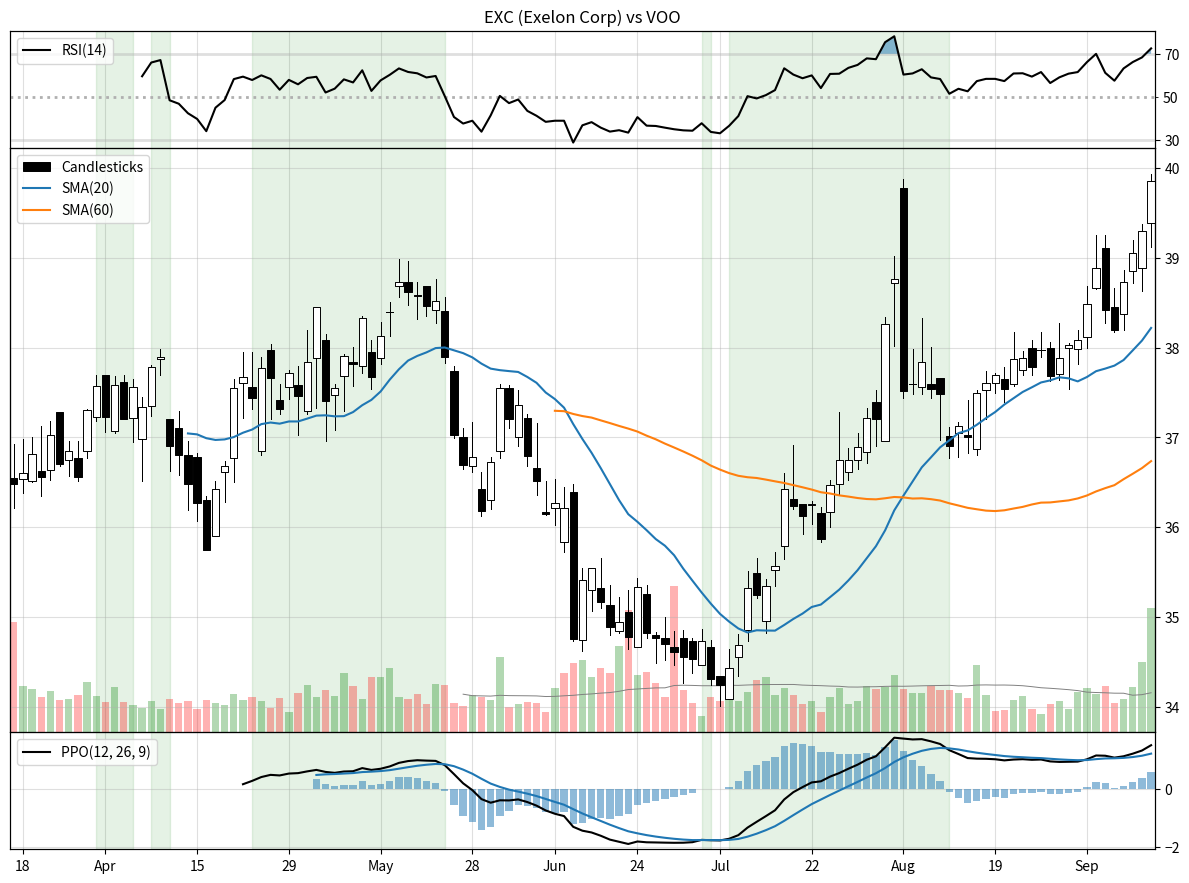 EXC (Exelon Corp) vs VOO
RSI(14)
70
50
30
Candlesticks
SMA(20)
SMA(60)
40
39
38
37
36
35
34
PPO(12, 26, 9)
0
−2
18 Apr 15 29 May 28 Jun 24 Jul 22 Aug 19 Sep